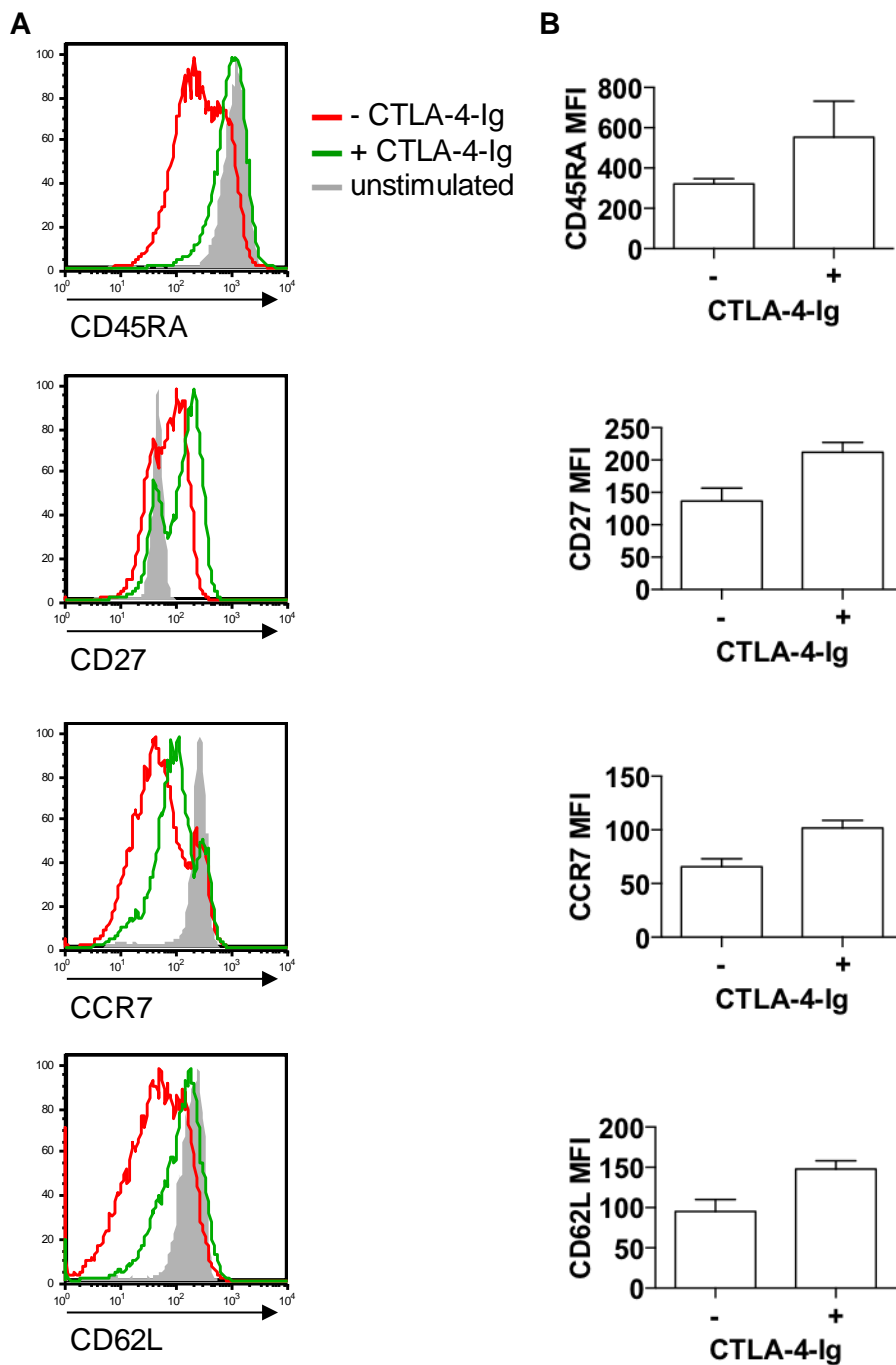 A
B
100
80
60
40
20
0
10⁰ 10¹ 10² 10³ 10⁴
CD45RA
- CTLA-4-Ig
+ CTLA-4-Ig
unstimulated
800
600
400
200
0
CD45RA MFI
- +
CTLA-4-Ig
100
80
60
40
20
0
10⁰ 10¹ 10² 10³ 10⁴
CD27
250
200
150
100
50
0
CD27 MFI
- +
CTLA-4-Ig
100
80
60
40
20
0
10⁰ 10¹ 10² 10³ 10⁴
CCR7
150
100
50
0
CCR7 MFI
- +
CTLA-4-Ig
100
80
60
40
20
0
10⁰ 10¹ 10² 10³ 10⁴
CD62L
200
150
100
50
0
CD62L MFI
- +
CTLA-4-Ig